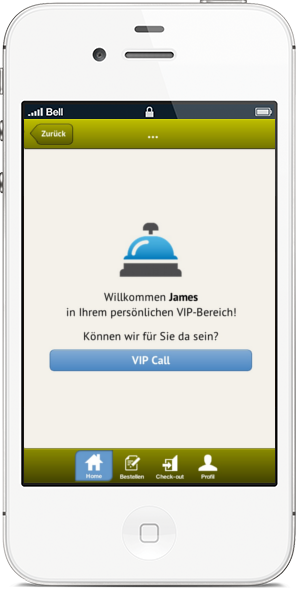 Bell
Zurück
...
Willkommen James
in Ihrem persönlichen VIP-Bereich!
Können wir für Sie da sein?
VIP Call
Home Bestellen Check-out Profil